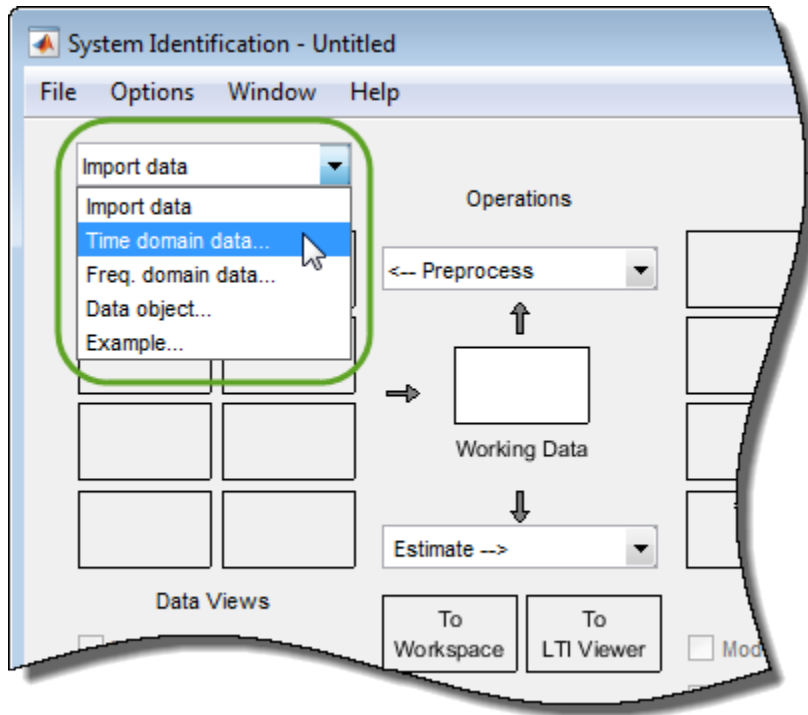 System Identification - Untitled
File Options Window Help
Import data
Import data
Time domain data...
Freq. domain data...
Data object...
Example...
Operations
<-- Preprocess
Working Data
Estimate -->
Data Views
To Workspace
To LTI Viewer